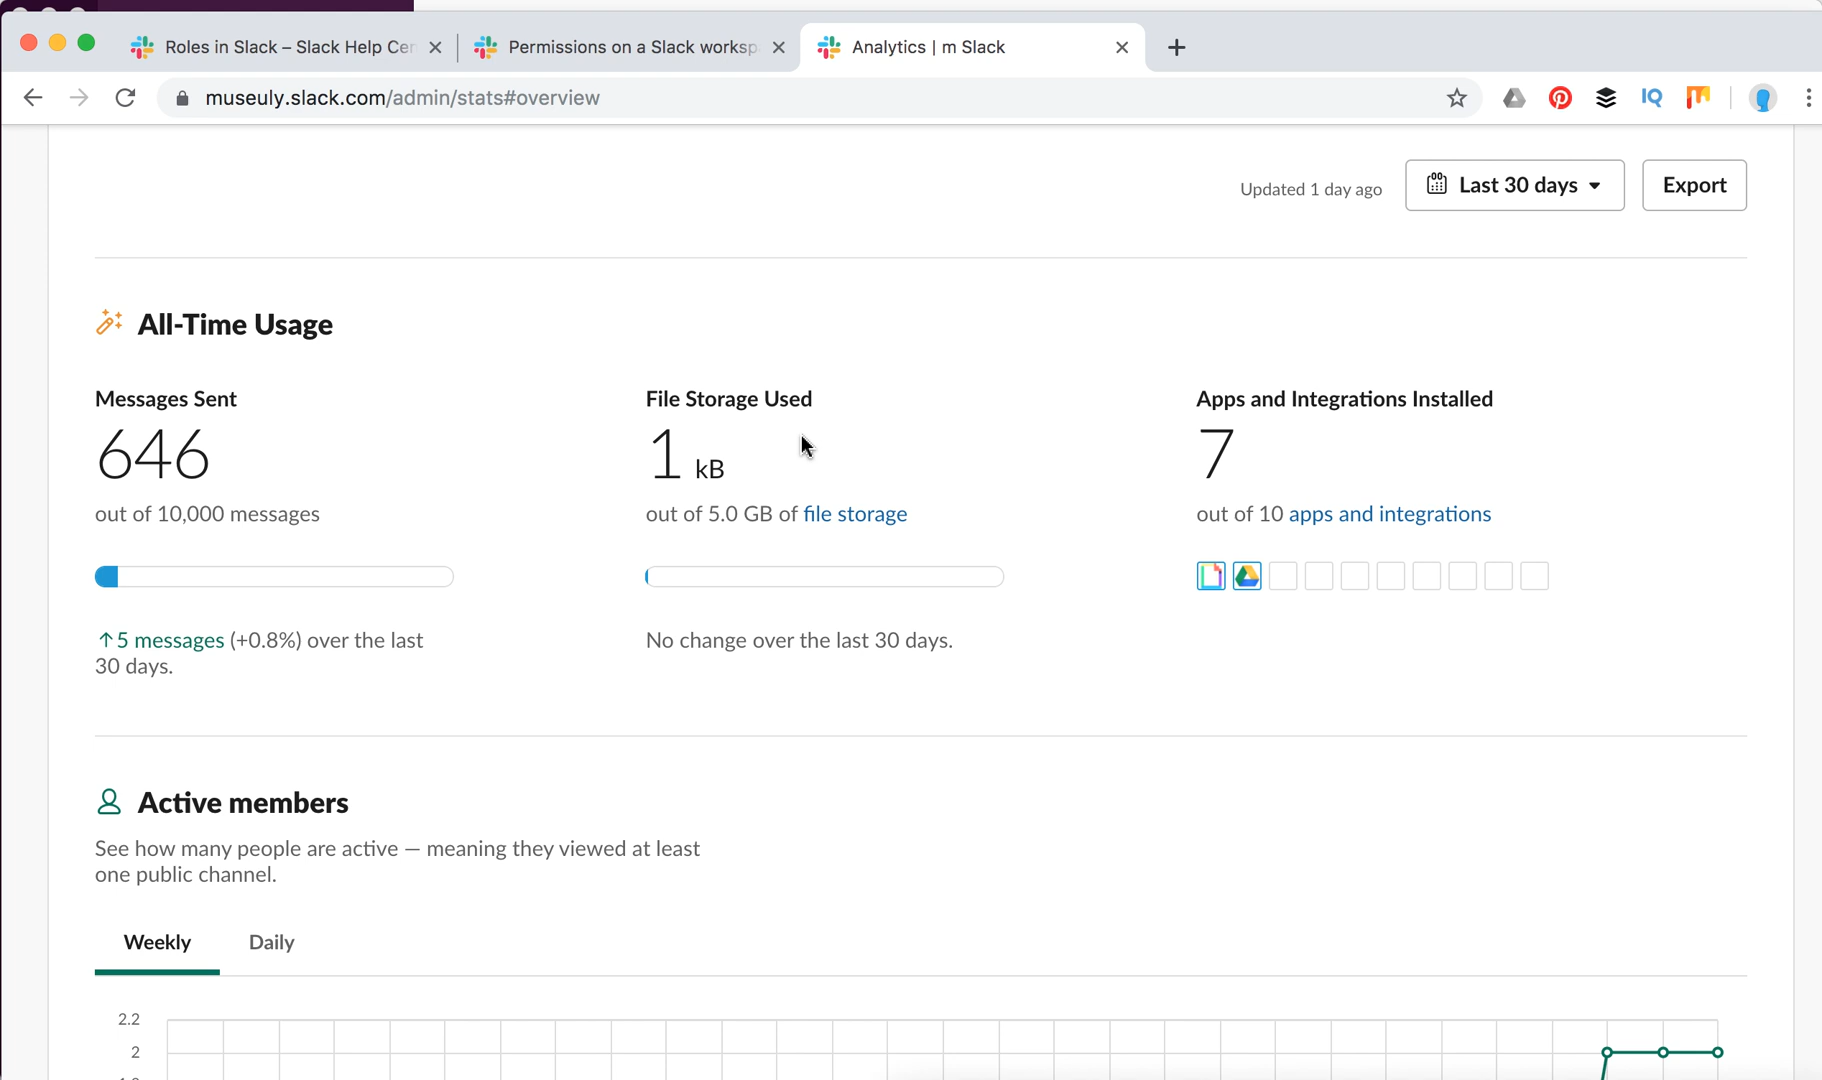 Roles in Slack – Slack Help Cer
Permissions on a Slack worksp
Analytics | m Slack
museuly.slack.com/admin/stats#overview
IQ
Updated 1 day ago
Last 30 days
Export
All-Time Usage
Messages Sent
File Storage Used
Apps and Integrations Installed
646
1 kB
7
out of 10,000 messages
out of 5.0 GB of file storage
out of 10 apps and integrations
↑5 messages (+0.8%) over the last
30 days.
No change over the last 30 days.
Active members
See how many people are active — meaning they viewed at least
one public channel.
Weekly
Daily
2.2
2